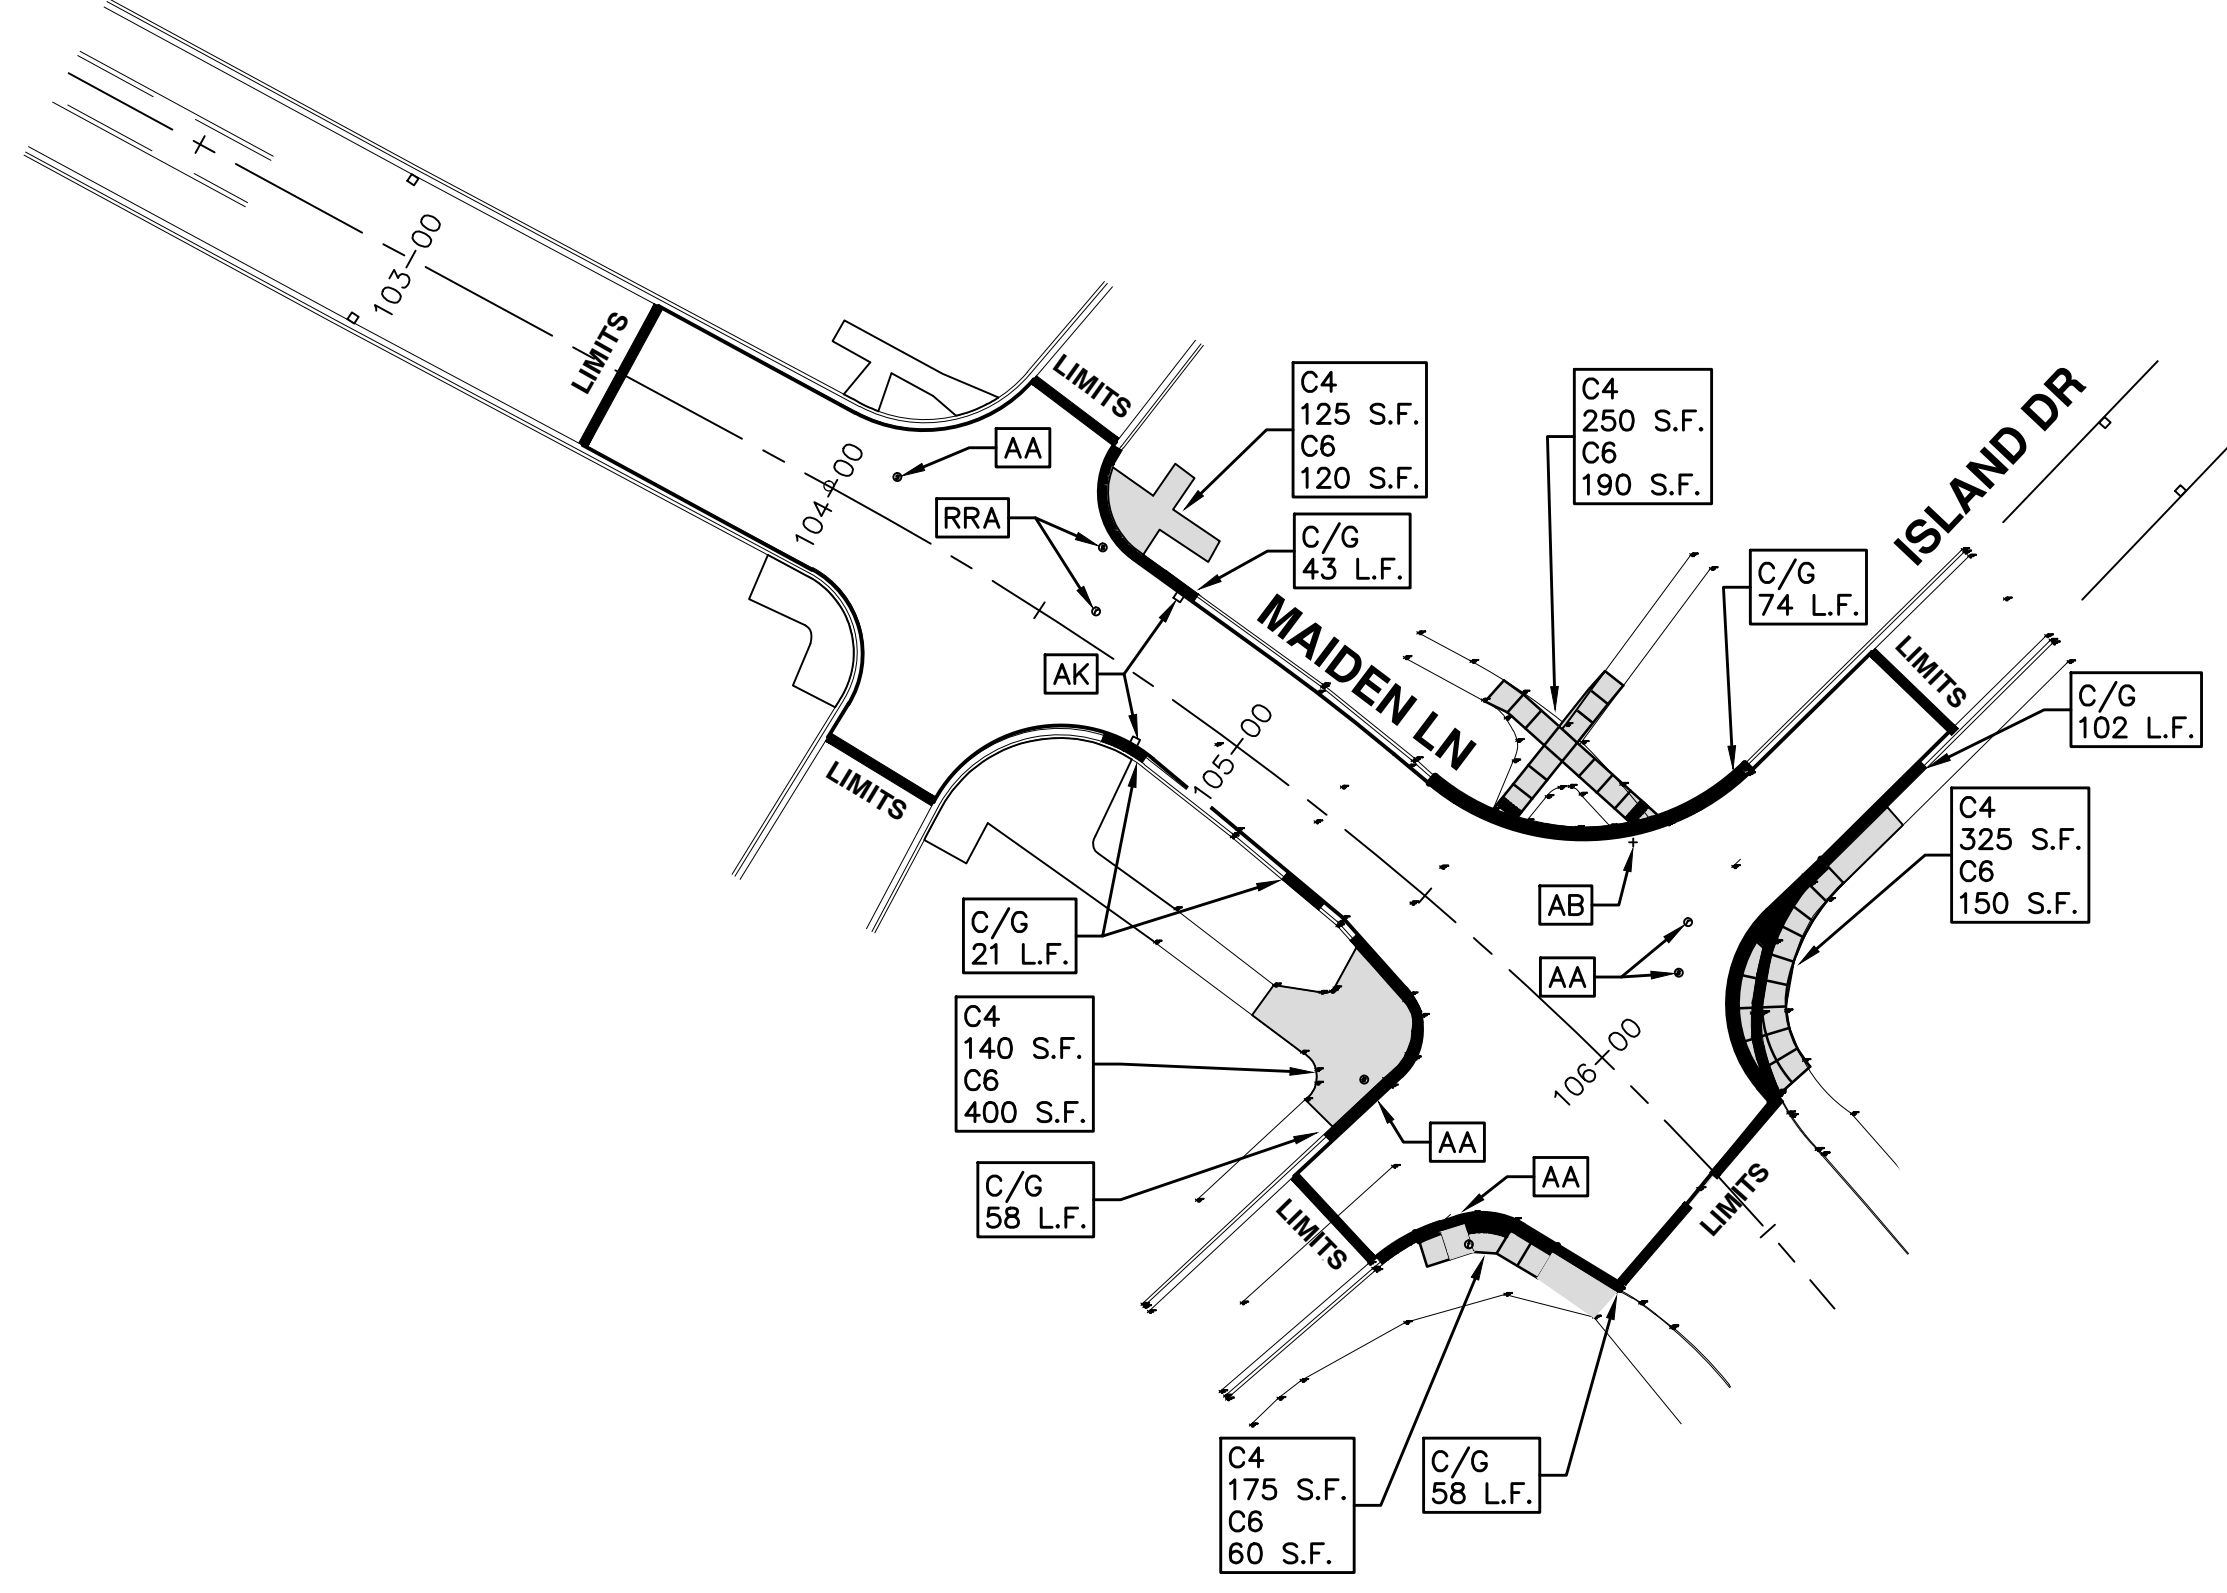 103+00
LIMITS
LIMITS
C4
125 S.F.
C6
120 S.F.
C4
250 S.F.
C6
190 S.F.
ISLAND DR
AA
104+00
RRA
C/G
43 L.F.
C/G
74 L.F.
MAIDEN LN
LIMITS
AK
C/G
102 L.F.
105+00
LIMITS
C4
325 S.F.
C6
150 S.F.
AB
C/G
21 L.F.
AA
C4
140 S.F.
C6
400 S.F.
106+00
AA
C/G
58 L.F.
AA
LIMITS
LIMITS
C4
175 S.F.
C6
60 S.F.
C/G
58 L.F.